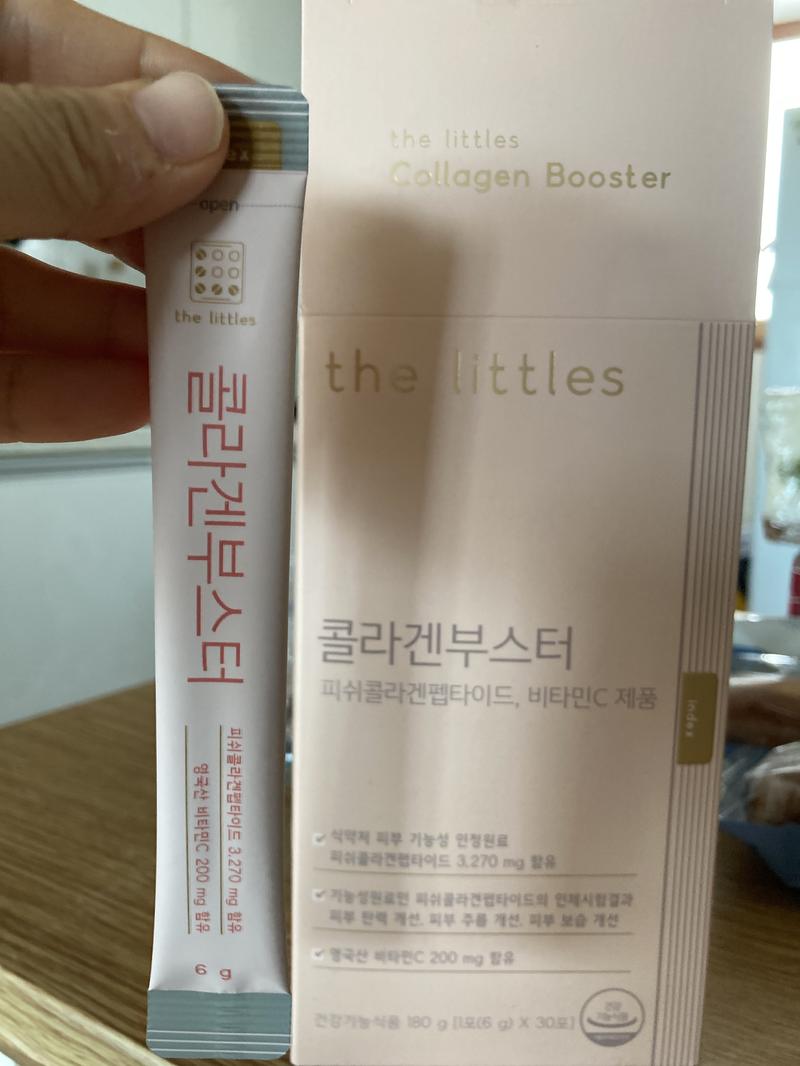 open
the littles
콜라겐부스터
피쉬콜라겐펩타이드 3,270 mg 함유
영국산 비타민C 200 mg 함유
6 g
the littles
Collagen Booster
the littles
콜라겐부스터
피쉬콜라겐펩타이드, 비타민C 제품
index
식약처 피부 기능성 인정원료
피쉬콜라겐펩타이드 3,270 mg 함유
기능성원료인 피쉬콜라겐펩타이드의 인체시험결과
피부 탄력 개선, 피부 주름 개선, 피부 보습 개선
영국산 비타민C 200 mg 함유
건강기능식품 180 g [1포(6 g) X 30포]
건강
기능식품